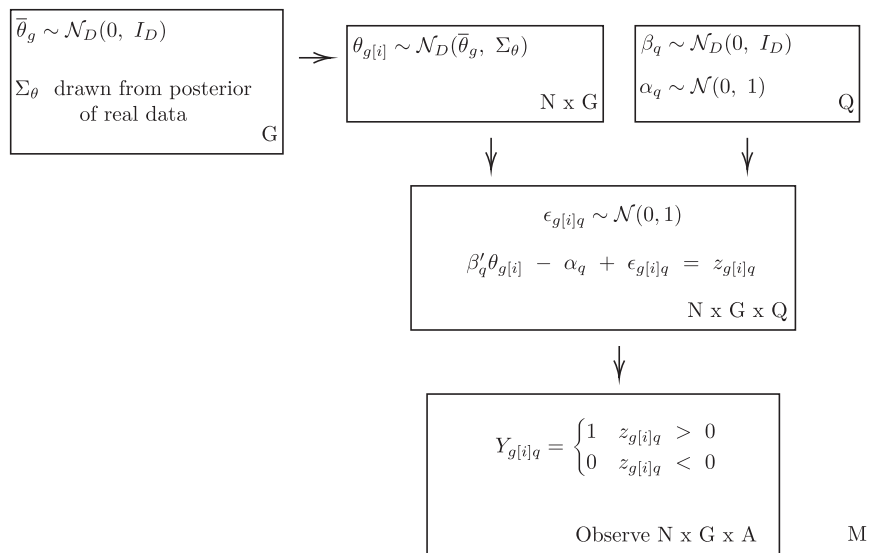 θ̅_g ∼ 𝒩_D(0, I_D)
Σ_θ drawn from posterior
of real data
G
θ_{g[i]} ∼ 𝒩_D(θ̅_g, Σ_θ)
N x G
β_q ∼ 𝒩_D(0, I_D)
α_q ∼ 𝒩(0, 1)
Q
ϵ_{g[i]q} ∼ 𝒩(0,1)
β′_q θ_{g[i]} − α_q + ϵ_{g[i]q} = z_{g[i]q}
N x G x Q
Y_{g[i]q} = { 1 z_{g[i]q} > 0
0 z_{g[i]q} < 0
Observe N x G x A
M